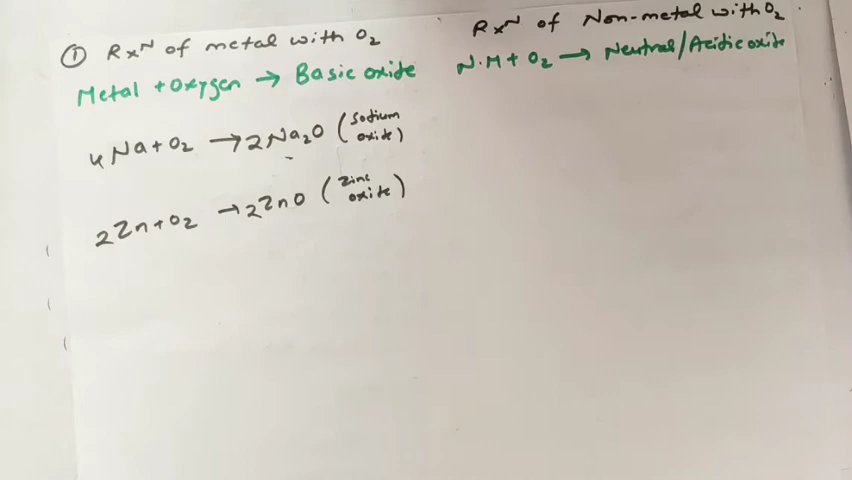 ① RxN of metal with O2
Metal + Oxygen → Basic oxide
4Na + O2 → 2Na2O (Sodium oxide)
2Zn + O2 → 2ZnO (Zinc oxide)
RxN of Non-metal with O2
N.M + O2 → Neutral/Acidic oxide